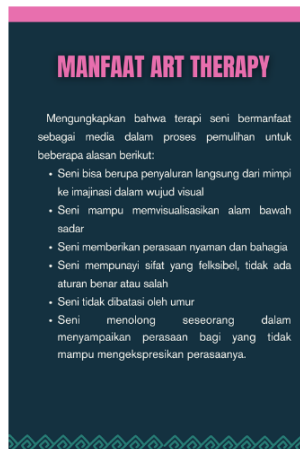 MANFAAT ART THERAPY
Mengungkapkan bahwa terapi seni bermanfaat
sebagai media dalam proses pemulihan untuk
beberapa alasan berikut:
• Seni bisa berupa penyaluran langsung dari mimpi
ke imajinasi dalam wujud visual
• Seni mampu memvisualisasikan alam bawah
sadar
• Seni memberikan perasaan nyaman dan bahagia
• Seni mempunyai sifat yang felksibel, tidak ada
aturan benar atau salah
• Seni tidak dibatasi oleh umur
• Seni menolong seseorang dalam
menyampaikan perasaan bagi yang tidak
mampu mengekspresikan perasaanya.